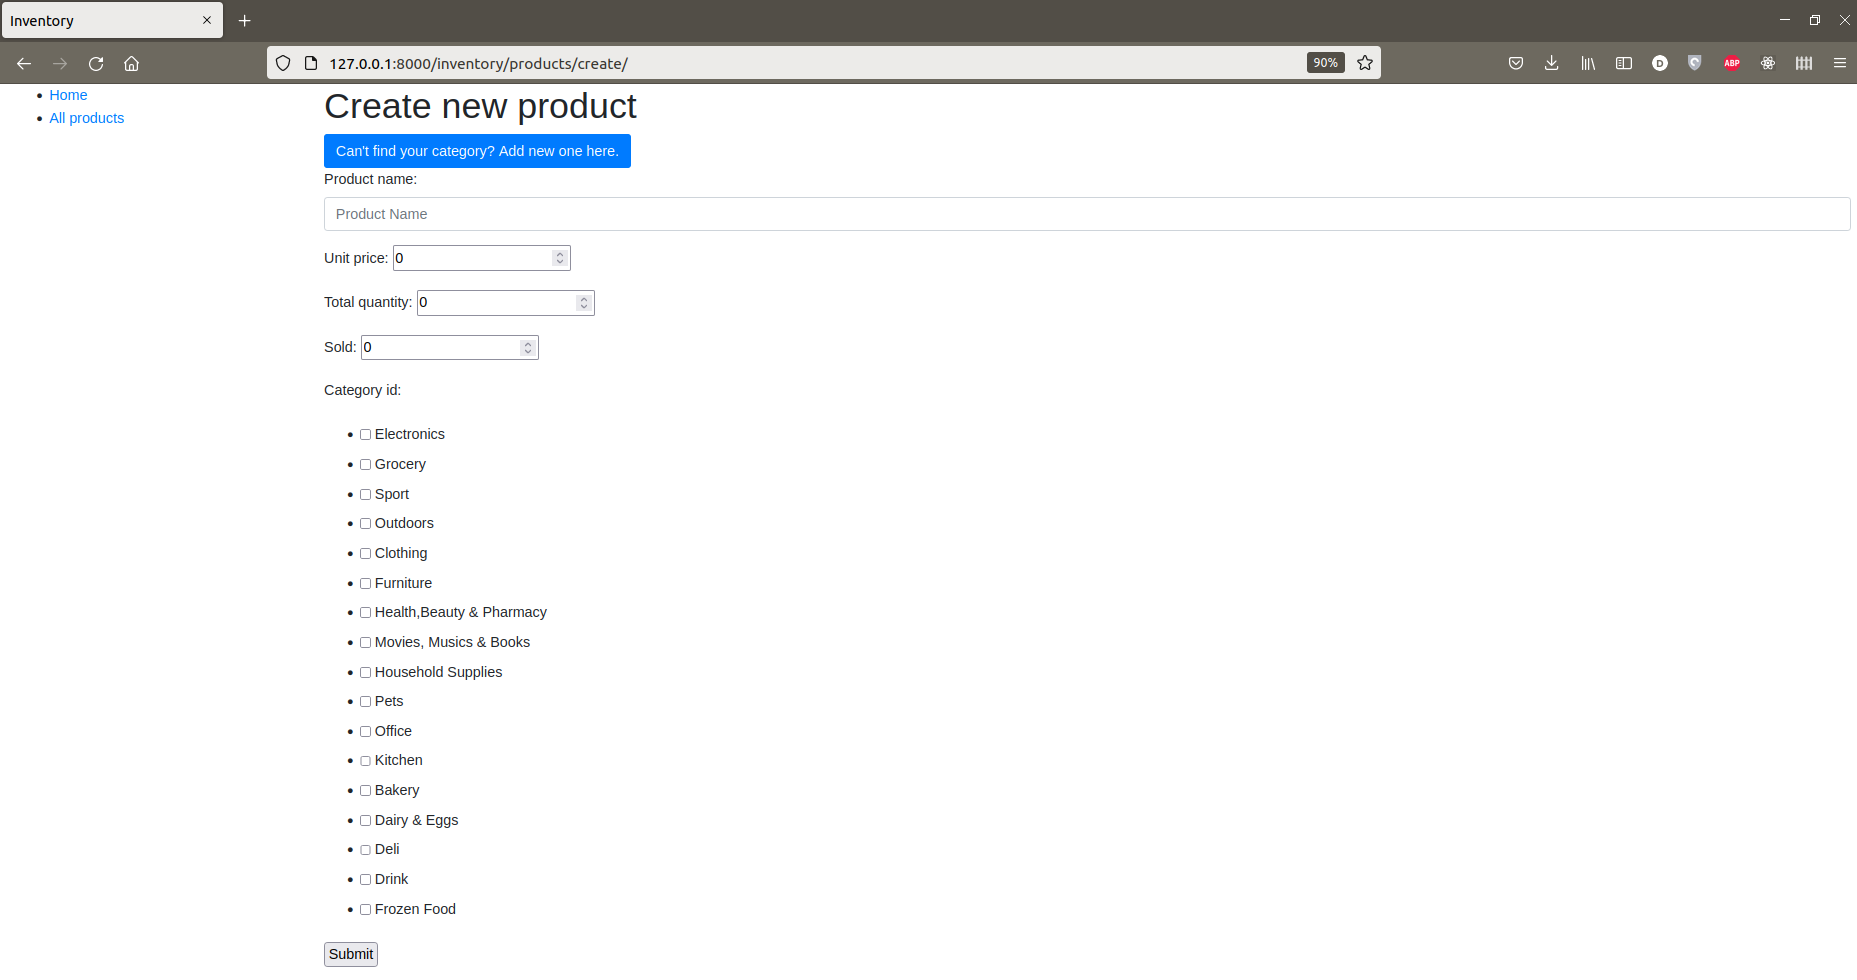 Inventory
127.0.0.1:8000/inventory/products/create/
90%
D
ABP
Home
All products
Create new product
Can't find your category? Add new one here.
Product name:
Product Name
Unit price: 0
Total quantity: 0
Sold: 0
Category id:
Electronics
Grocery
Sport
Outdoors
Clothing
Furniture
Health,Beauty & Pharmacy
Movies, Musics & Books
Household Supplies
Pets
Office
Kitchen
Bakery
Dairy & Eggs
Deli
Drink
Frozen Food
Submit